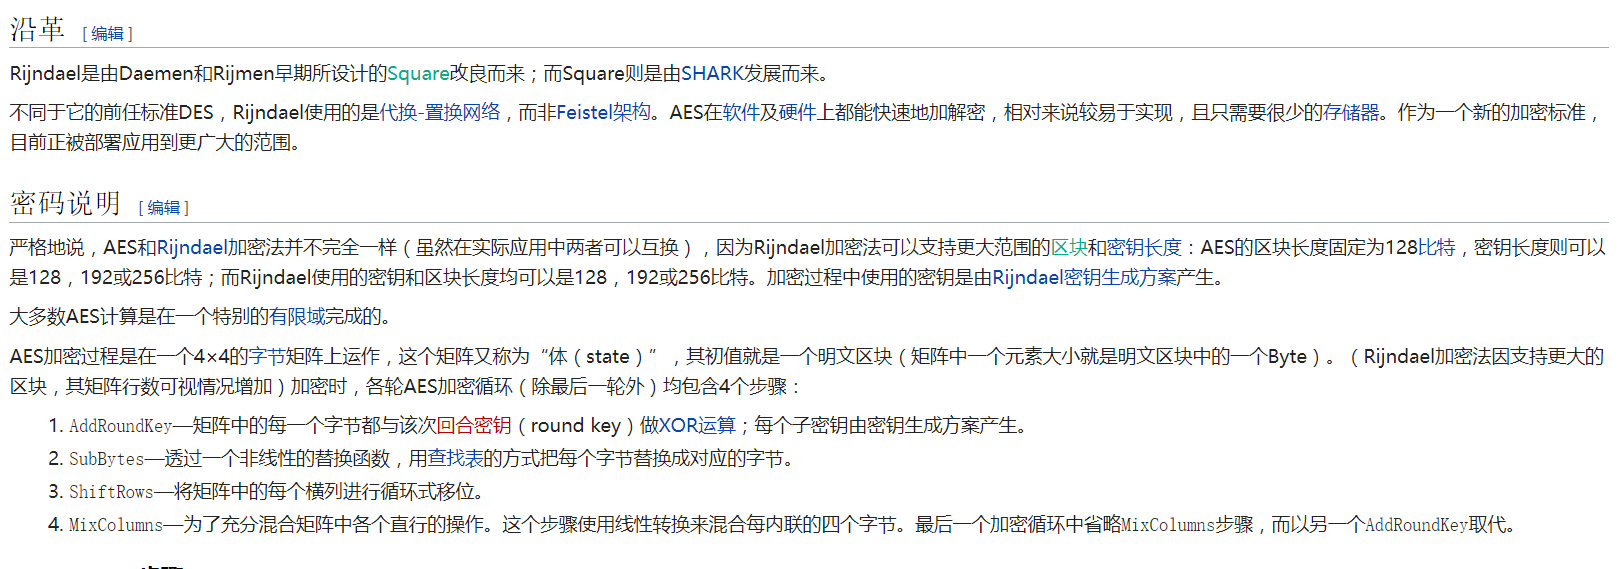 沿革 [编辑]
Rijndael是由Daemen和Rijmen早期所设计的Square改良而来；而Square则是由SHARK发展而来。
不同于它的前任标准DES，Rijndael使用的是代换-置换网络，而非Feistel架构。AES在软件及硬件上都能快速地加解密，相对来说较易于实现，且只需要很少的存储器。作为一个新的加密标准，
目前正被部署应用到更广大的范围。
密码说明 [编辑]
严格地说，AES和Rijndael加密法并不完全一样（虽然在实际应用中两者可以互换），因为Rijndael加密法可以支持更大范围的区块和密钥长度：AES的区块长度固定为128比特，密钥长度则可以
是128，192或256比特；而Rijndael使用的密钥和区块长度均可以是128，192或256比特。加密过程中使用的密钥是由Rijndael密钥生成方案产生。
大多数AES计算是在一个特别的有限域完成的。
AES加密过程是在一个4×4的字节矩阵上运作，这个矩阵又称为“体（state）”，其初值就是一个明文区块（矩阵中一个元素大小就是明文区块中的一个Byte）。（Rijndael加密法因支持更大的
区块，其矩阵行数可视情况增加）加密时，各轮AES加密循环（除最后一轮外）均包含4个步骤：
1. AddRoundKey—矩阵中的每一个字节都与该次回合密钥（round key）做XOR运算；每个子密钥由密钥生成方案产生。
2. SubBytes—透过一个非线性的替换函数，用查找表的方式把每个字节替换成对应的字节。
3. ShiftRows—将矩阵中的每个横列进行循环式移位。
4. MixColumns—为了充分混合矩阵中各个直行的操作。这个步骤使用线性转换来混合每内联的四个字节。最后一个加密循环中省略MixColumns步骤，而以另一个AddRoundKey取代。